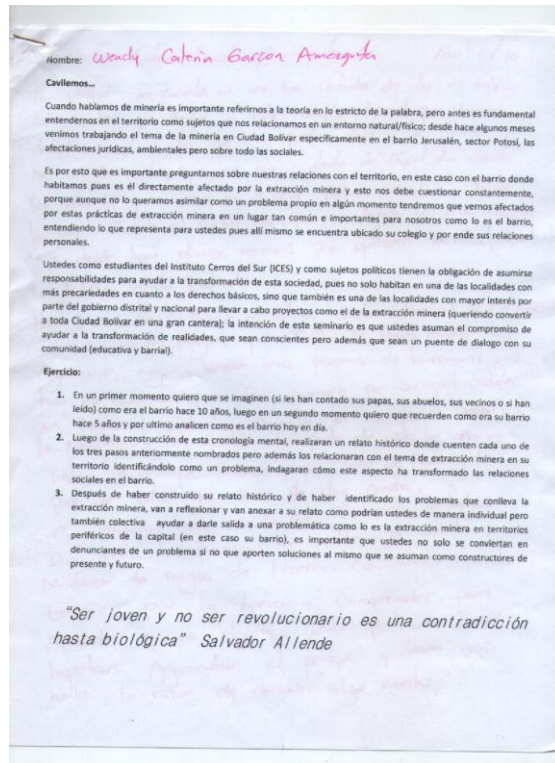 Nombre: Wendy Caterin Garzon Amezquita
Cavilemos...
Cuando hablamos de minería es importante referirnos a la teoría en lo estricto de la palabra, pero antes es fundamental
entendernos en el territorio como sujetos que nos relacionamos en un entorno natural/físico; desde hace algunos meses
venimos trabajando el tema de la minería en Ciudad Bolívar específicamente en el barrio Jerusalén, sector Potosí, las
afectaciones jurídicas, ambientales pero sobre todo las sociales.
Es por esto que es importante preguntarnos sobre nuestras relaciones con el territorio, en este caso con el barrio donde
habitamos pues es él directamente afectado por la extracción minera y esto nos debe cuestionar constantemente,
porque aunque no lo queramos asimilar como un problema propio en algún momento tendremos que vernos afectados
por estas prácticas de extracción minera en un lugar tan común e importantes para nosotros como lo es el barrio,
entendiendo lo que representa para ustedes pues allí mismo se encuentra ubicado su colegio y por ende sus relaciones
personales.
Ustedes como estudiantes del Instituto Cerros del Sur (ICES) y como sujetos políticos tienen la obligación de asumirse
responsabilidades para ayudar a la transformación de esta sociedad, pues no solo habitan en una de las localidades con
más precariedades en cuanto a los derechos básicos, sino que también es una de las localidades con mayor interés por
parte del gobierno distrital y nacional para llevar a cabo proyectos como el de la extracción minera (queriendo convertir
a toda Ciudad Bolívar en una gran cantera); la intención de este seminario es que ustedes asuman el compromiso de
ayudar a la transformación de realidades, que sean conscientes pero además que sean un puente de dialogo con su
comunidad (educativa y barrial).
Ejercicio:
1. En un primer momento quiero que se imaginen (si les han contado sus papas, sus abuelos, sus vecinos o si han
leído) como era el barrio hace 10 años, luego en un segundo momento quiero que recuerden como era su barrio
hace 5 años y por ultimo analicen como es el barrio hoy en día.
2. Luego de la construcción de esta cronología mental, realizaran un relato histórico donde cuenten cada uno de
los tres pasos anteriormente nombrados pero además los relacionaran con el tema de extracción minera en su
territorio identificándolo como un problema, indagaran cómo este aspecto ha transformado las relaciones
sociales en el barrio.
3. Después de haber construido su relato histórico y de haber identificado los problemas que conlleva la
extracción minera, van a reflexionar y van anexar a su relato como podrían ustedes de manera individual pero
también colectiva ayudar a darle salida a una problemática como lo es la extracción minera en territorios
periféricos de la capital (en este caso su barrio), es importante que ustedes no solo se conviertan en
denunciantes de un problema si no que aporten soluciones al mismo que se asuman como constructores de
presente y futuro.
"Ser joven y no ser revolucionario es una contradicción
hasta biológica" Salvador Allende